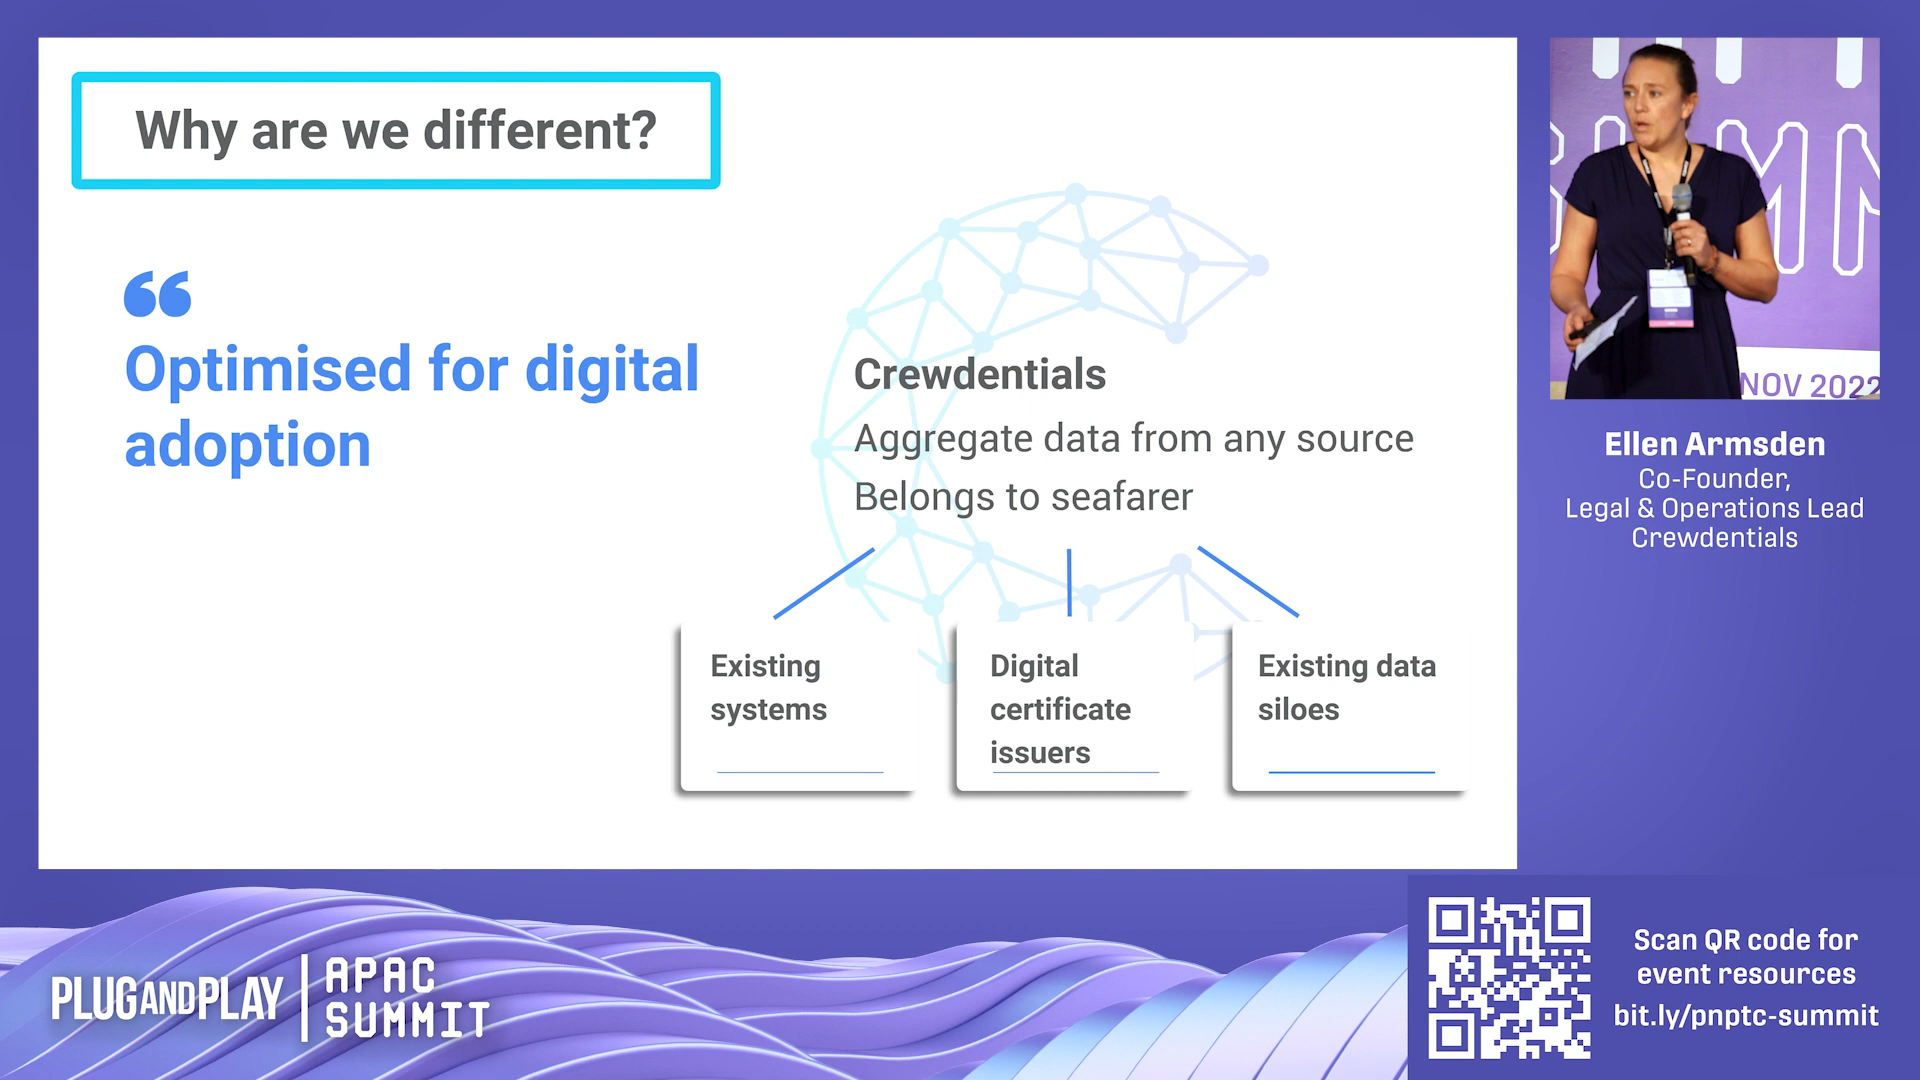 Why are we different?
“
Optimised for digital
adoption
Crewdentials
Aggregate data from any source
Belongs to seafarer
Existing
systems
Digital
certificate
issuers
Existing data
siloes
NOV 2022
Ellen Armsden
Co-Founder,
Legal & Operations Lead
Crewdentials
PLUGANDPLAY
APAC
SUMMIT
Scan QR code for
event resources
bit.ly/pnptc-summit